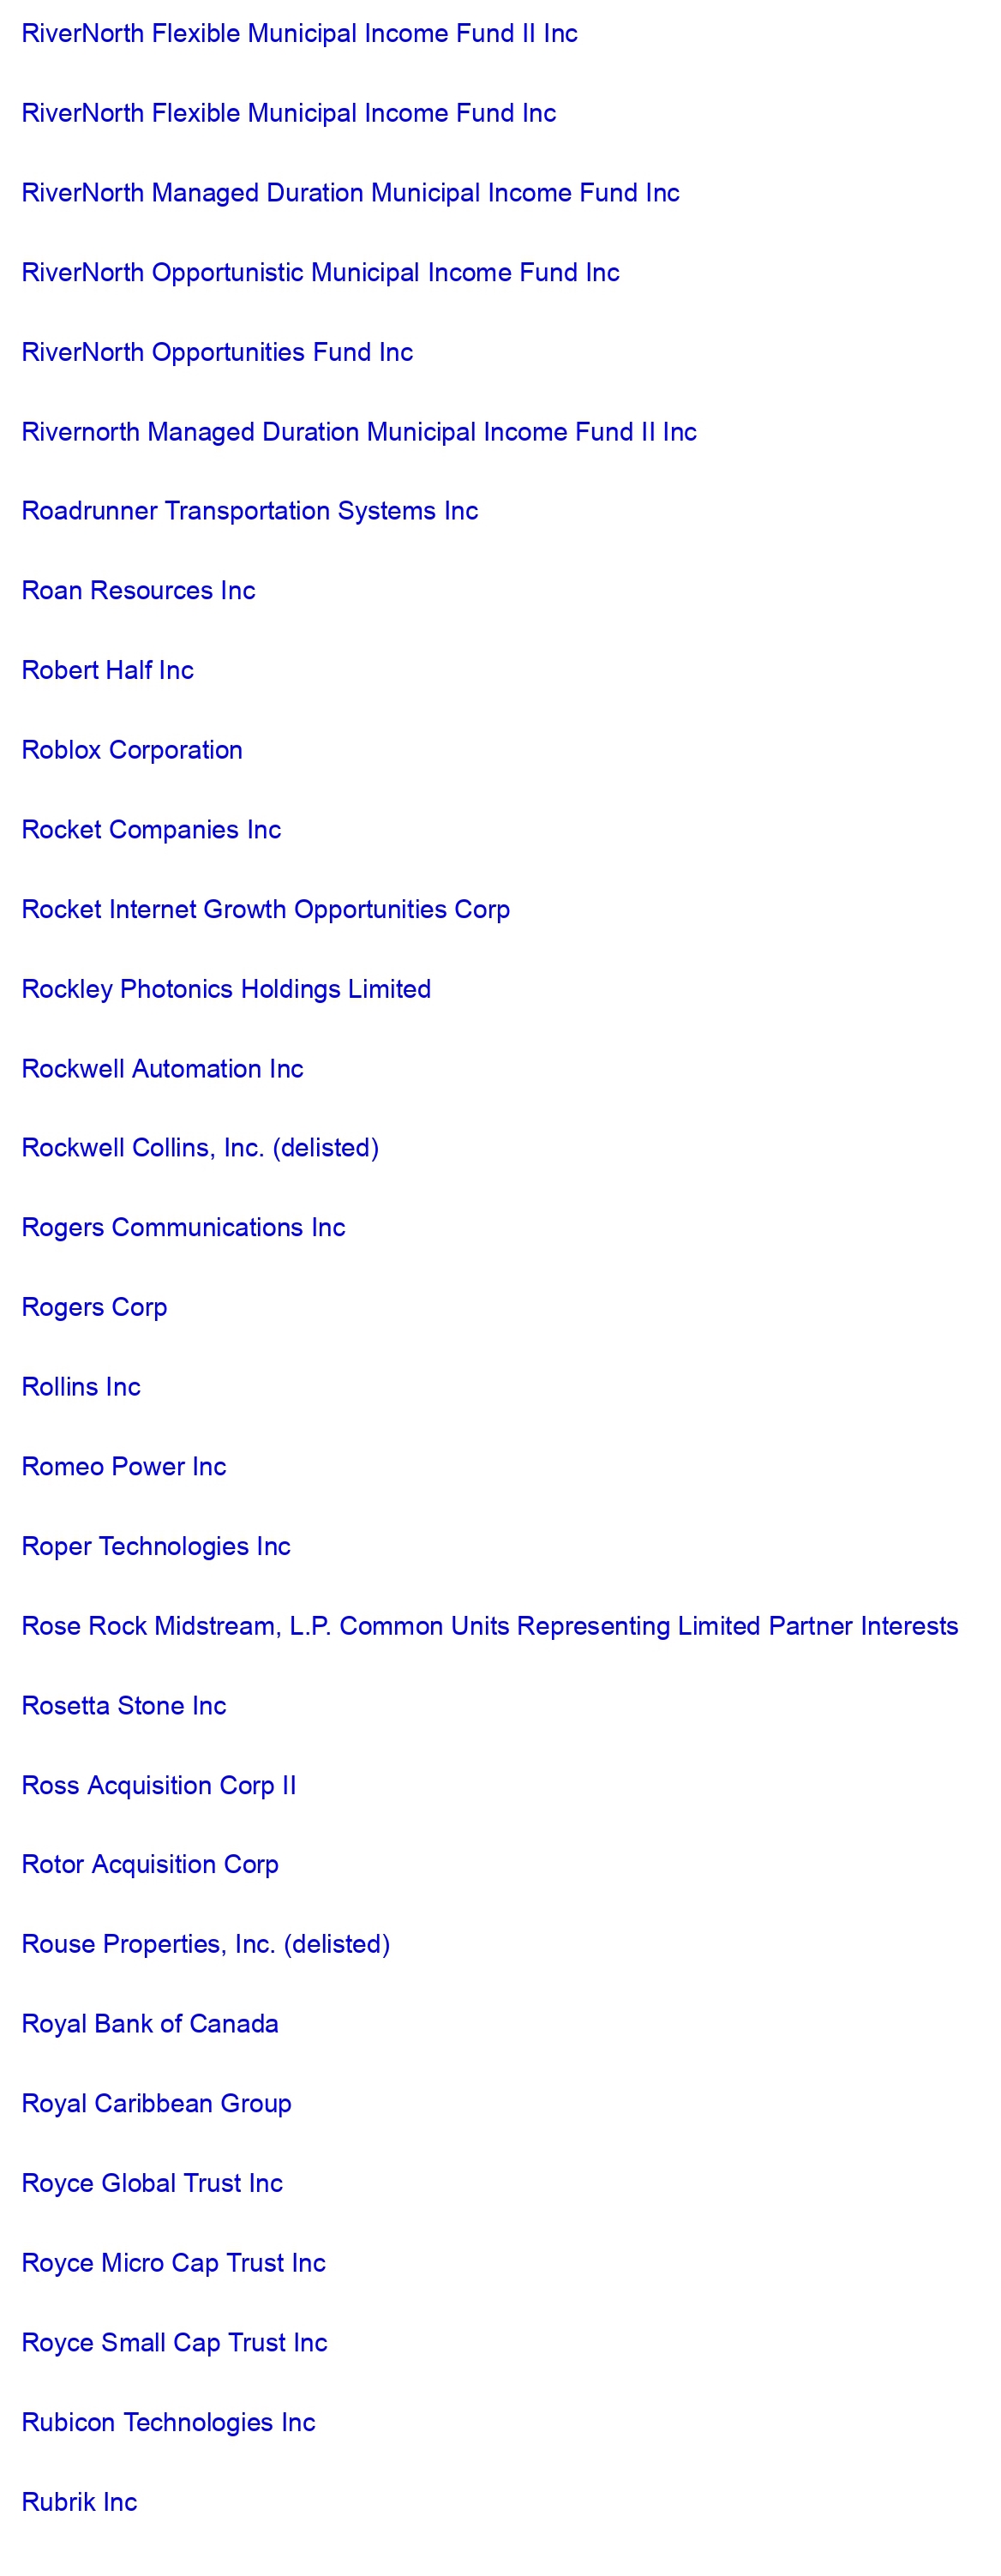 RiverNorth Flexible Municipal Income Fund II Inc
RiverNorth Flexible Municipal Income Fund Inc
RiverNorth Managed Duration Municipal Income Fund Inc
RiverNorth Opportunistic Municipal Income Fund Inc
RiverNorth Opportunities Fund Inc
Rivernorth Managed Duration Municipal Income Fund II Inc
Roadrunner Transportation Systems Inc
Roan Resources Inc
Robert Half Inc
Roblox Corporation
Rocket Companies Inc
Rocket Internet Growth Opportunities Corp
Rockley Photonics Holdings Limited
Rockwell Automation Inc
Rockwell Collins, Inc. (delisted)
Rogers Communications Inc
Rogers Corp
Rollins Inc
Romeo Power Inc
Roper Technologies Inc
Rose Rock Midstream, L.P. Common Units Representing Limited Partner Interests
Rosetta Stone Inc
Ross Acquisition Corp II
Rotor Acquisition Corp
Rouse Properties, Inc. (delisted)
Royal Bank of Canada
Royal Caribbean Group
Royce Global Trust Inc
Royce Micro Cap Trust Inc
Royce Small Cap Trust Inc
Rubicon Technologies Inc
Rubrik Inc